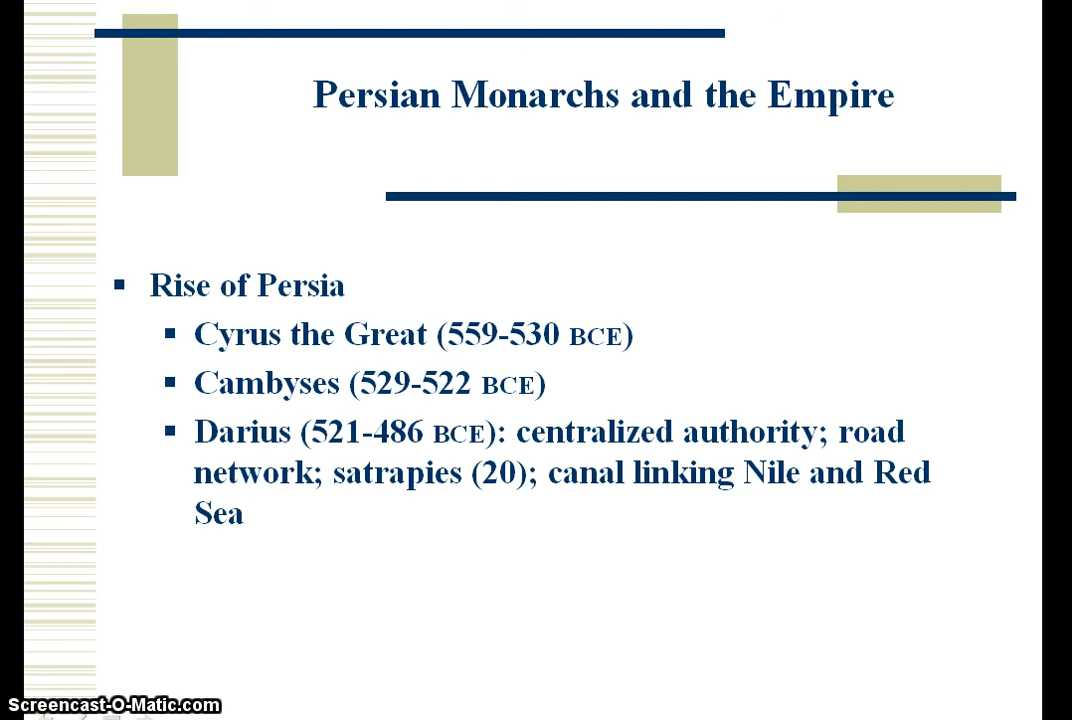 Persian Monarchs and the Empire
▪ Rise of Persia
▪ Cyrus the Great (559-530 BCE)
▪ Cambyses (529-522 BCE)
▪ Darius (521-486 BCE): centralized authority; road
network; satrapies (20); canal linking Nile and Red
Sea
Screencast-O-Matic.com